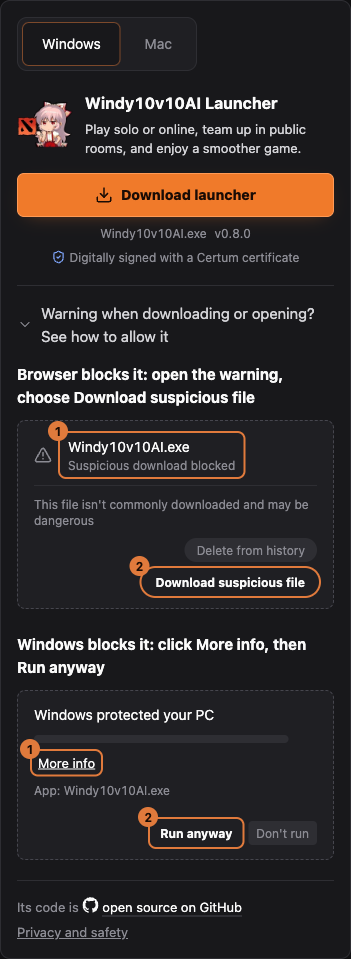 Windows
Mac
Windy10v10AI Launcher
Play solo or online, team up in public
rooms, and enjoy a smoother game.
Download launcher
Windy10v10AI.exe v0.8.0
Digitally signed with a Certum certificate
Warning when downloading or opening?
See how to allow it
Browser blocks it: open the warning,
choose Download suspicious file
1
Windy10v10AI.exe
Suspicious download blocked
This file isn't commonly downloaded and may be
dangerous
Delete from history
2
Download suspicious file
Windows blocks it: click More info, then
Run anyway
Windows protected your PC
1
More info
App: Windy10v10AI.exe
2
Run anyway
Don't run
Its code is open source on GitHub
Privacy and safety